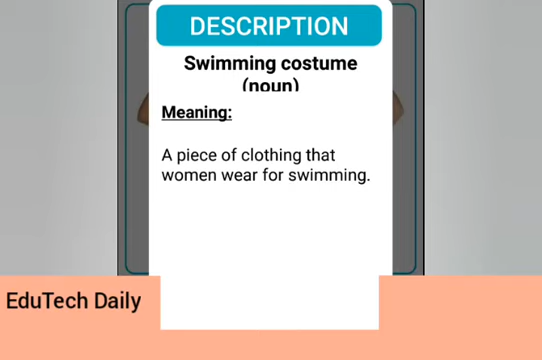 DESCRIPTION
Swimming costume
(noun)
Meaning:
A piece of clothing that
women wear for swimming.
EduTech Daily